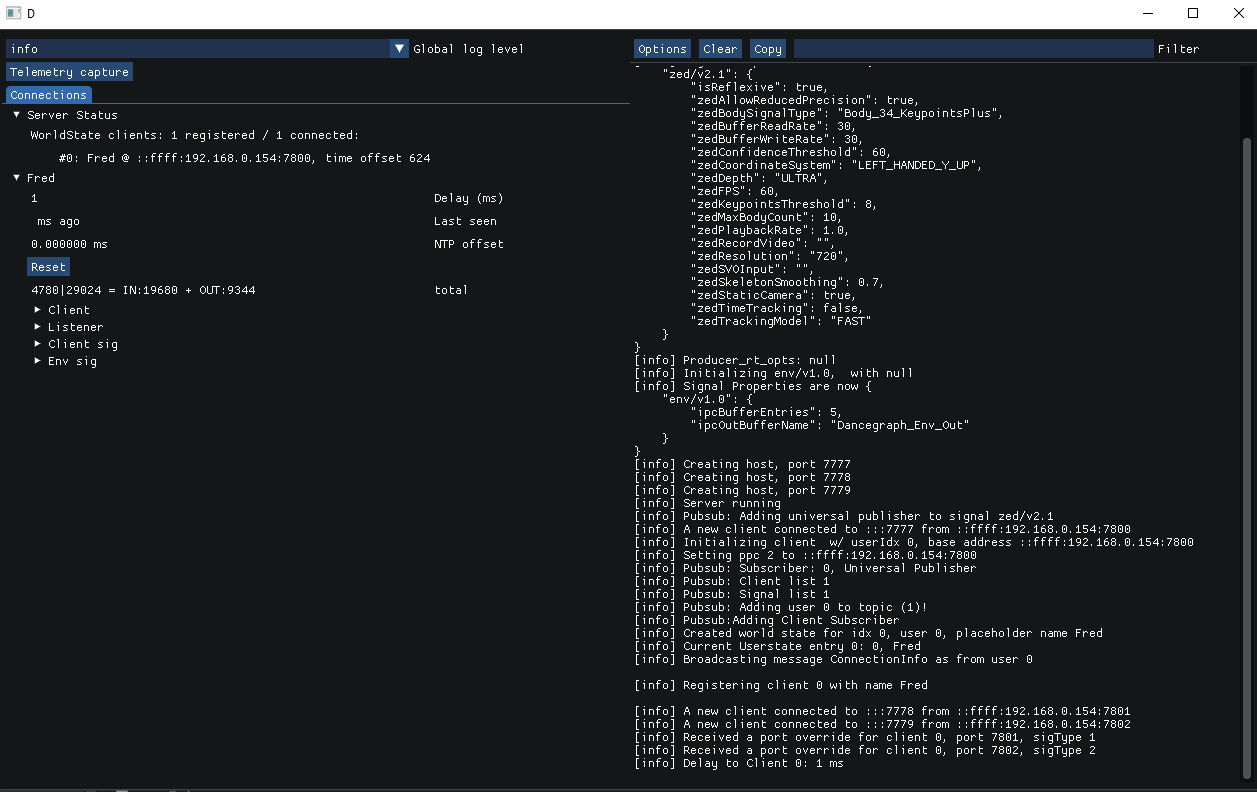 D
info
Global log level
Telemetry capture
Connections
Server Status
WorldState clients: 1 registered / 1 connected:
#0: Fred @ ::ffff:192.168.0.154:7800, time offset 624
Fred
1 Delay (ms)
ms ago Last seen
0.000000 ms NTP offset
Reset
4780|29024 = IN:19680 + OUT:9344 total
Client
Listener
Client sig
Env sig
Options Clear Copy Filter
"zed/v2.1": {
"isReflexive": true,
"zedAllowReducedPrecision": true,
"zedBodySignalType": "Body_34_KeypointsPlus",
"zedBufferReadRate": 30,
"zedBufferWriteRate": 30,
"zedConfidenceThreshold": 60,
"zedCoordinateSystem": "LEFT_HANDED_Y_UP",
"zedDepth": "ULTRA",
"zedFPS": 60,
"zedKeypointsThreshold": 8,
"zedMaxBodyCount": 10,
"zedPlaybackRate": 1.0,
"zedRecordVideo": "",
"zedResolution": "720",
"zedSVOInput": "",
"zedSkeletonSmoothing": 0.7,
"zedStaticCamera": true,
"zedTimeTracking": false,
"zedTrackingModel": "FAST"
}
}
[info] Producer_rt_opts: null
[info] Initializing env/v1.0,  with null
[info] Signal Properties are now {
"env/v1.0": {
"ipcBufferEntries": 5,
"ipcOutBufferName": "Dancegraph_Env_Out"
}
}
[info] Creating host, port 7777
[info] Creating host, port 7778
[info] Creating host, port 7779
[info] Server running
[info] Pubsub: Adding universal publisher to signal zed/v2.1
[info] A new client connected to :::7777 from ::ffff:192.168.0.154:7800
[info] Initializing client  w/ userIdx 0, base address ::ffff:192.168.0.154:7800
[info] Setting ppc 2 to ::ffff:192.168.0.154:7800
[info] Pubsub: Subscriber: 0, Universal Publisher
[info] Pubsub: Client list 1
[info] Pubsub: Signal list 1
[info] Pubsub: Adding user 0 to topic (1)!
[info] Pubsub:Adding Client Subscriber
[info] Created world state for idx 0, user 0, placeholder name Fred
[info] Current Userstate entry 0: 0, Fred
[info] Broadcasting message ConnectionInfo as from user 0
[info] Registering client 0 with name Fred
[info] A new client connected to :::7778 from ::ffff:192.168.0.154:7801
[info] A new client connected to :::7779 from ::ffff:192.168.0.154:7802
[info] Received a port override for client 0, port 7801, sigType 1
[info] Received a port override for client 0, port 7802, sigType 2
[info] Delay to Client 0: 1 ms